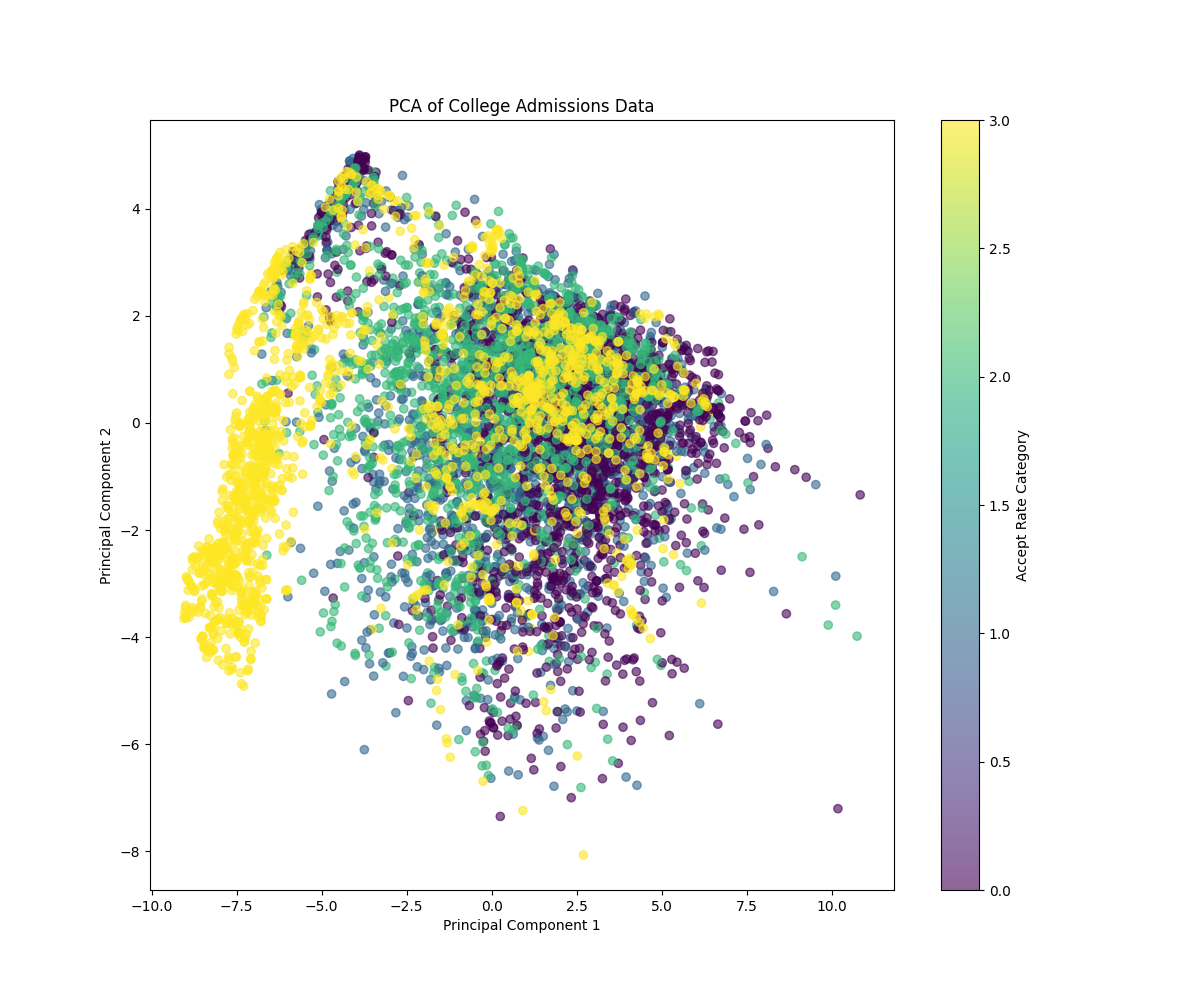 PCA of College Admissions Data
4
2
0
−2
−4
−6
−8
Principal Component 2
−10.0 −7.5 −5.0 −2.5 0.0 2.5 5.0 7.5 10.0
Principal Component 1
3.0
2.5
2.0
1.5
1.0
0.5
0.0
Accept Rate Category